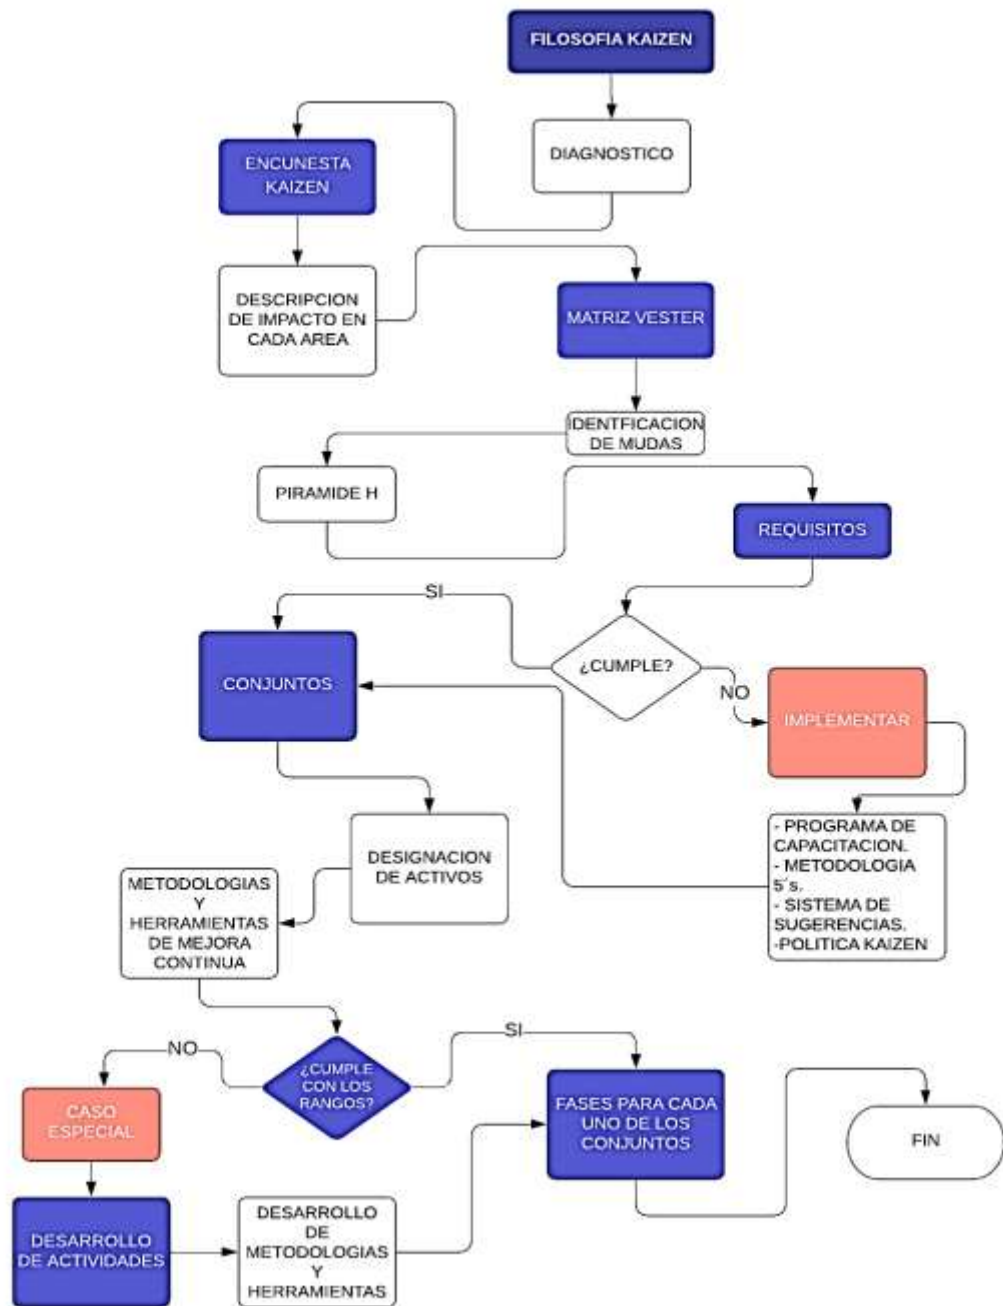 FILOSOFIA KAIZEN
DIAGNOSTICO
ENCUNESTA
KAIZEN
DESCRIPCION
DE IMPACTO EN
CADA AREA
MATRIZ VESTER
IDENTFICACION
DE MUDAS
PIRAMIDE H
REQUISITOS
SI
¿CUMPLE?
NO
CONJUNTOS
IMPLEMENTAR
- PROGRAMA DE
CAPACITACION.
- METODOLOGIA
5´s.
- SISTEMA DE
SUGERENCIAS.
-POLITICA KAIZEN
DESIGNACION
DE ACTIVOS
METODOLOGIAS
Y
HERRAMIENTAS
DE MEJORA
CONTINUA
¿CUMPLE
CON LOS
RANGOS?
NO
SI
CASO
ESPECIAL
FASES PARA CADA
UNO DE LOS
CONJUNTOS
FIN
DESARROLLO
DE ACTIVIDADES
DESARROLLO
DE
METODOLOGIAS
Y
HERRAMIENTAS